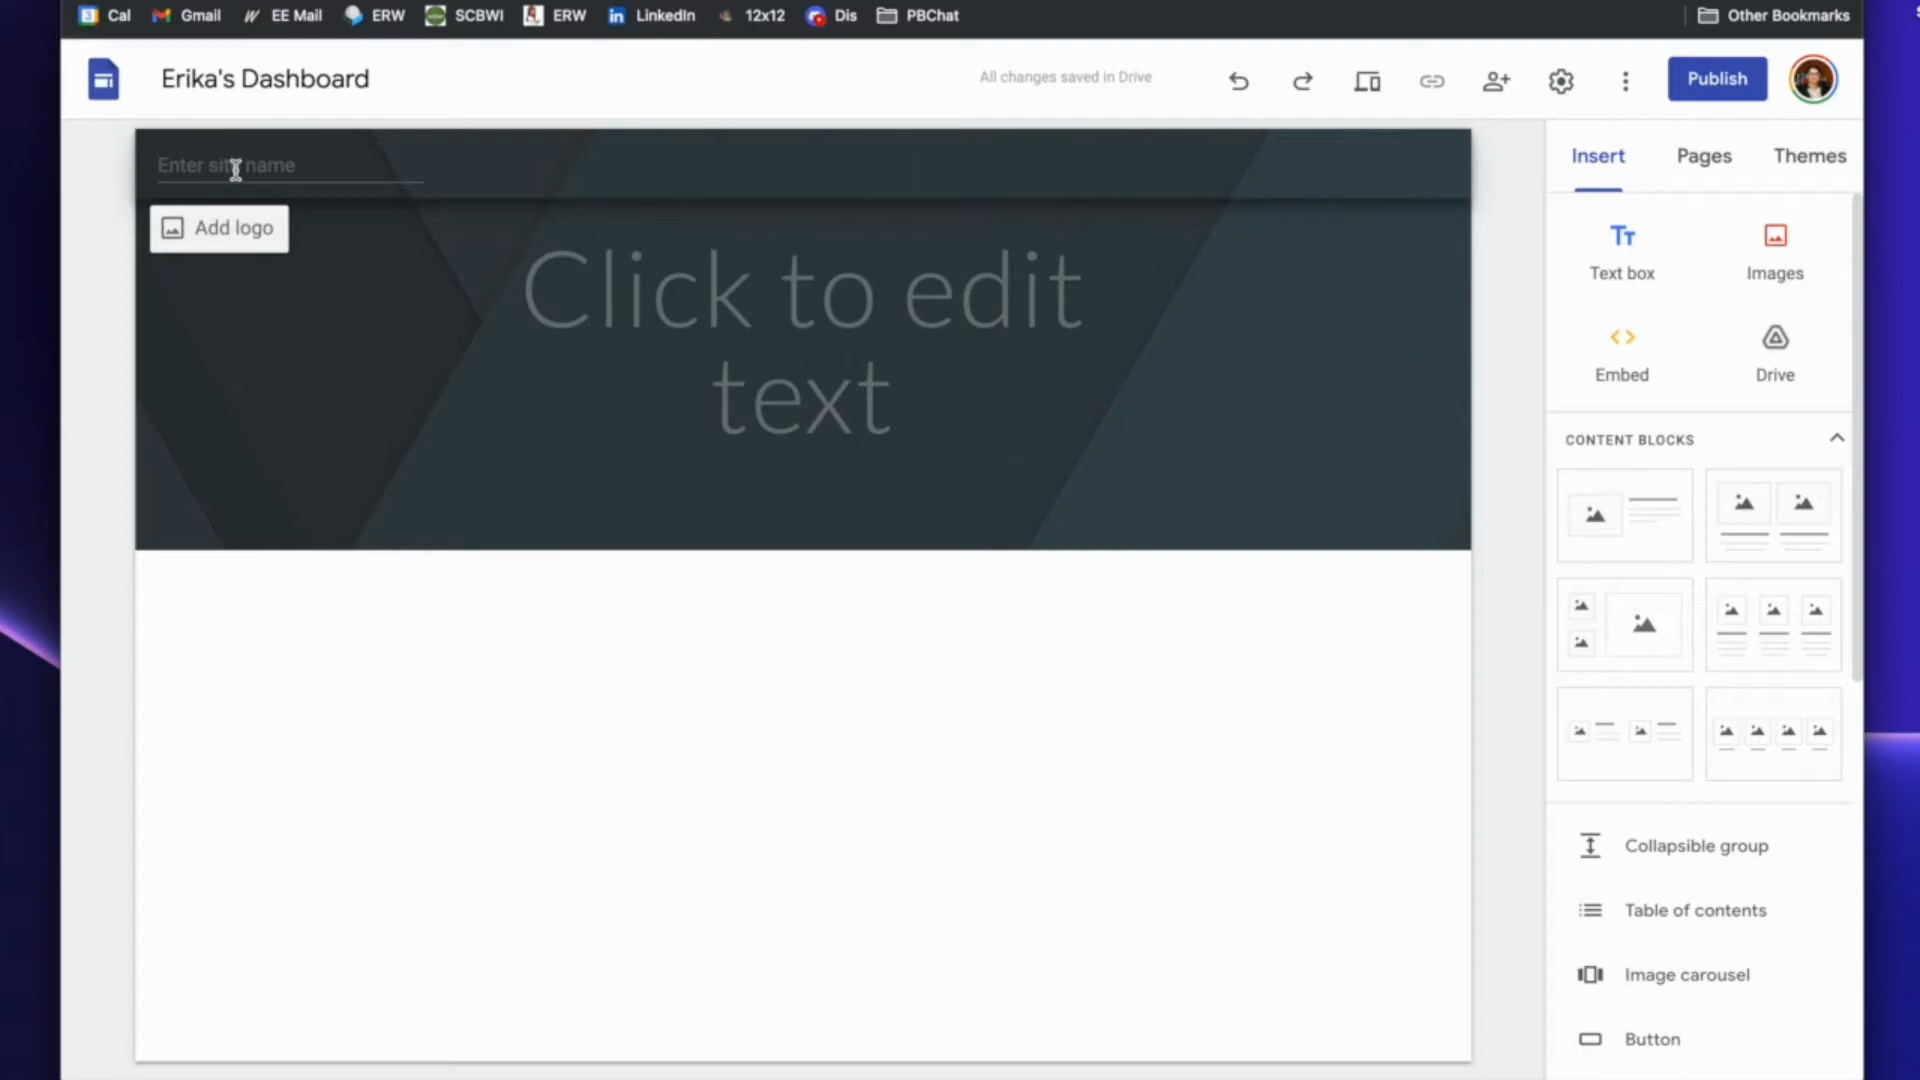 Cal Gmail EE Mail ERW SCBWI ERW LinkedIn 12x12 Dis PBChat Other Bookmarks
Erika's Dashboard
All changes saved in Drive
Publish
Enter site name
Add logo
Click to edit
text
Insert Pages Themes
Text box Images
Embed Drive
CONTENT BLOCKS
Collapsible group
Table of contents
Image carousel
Button